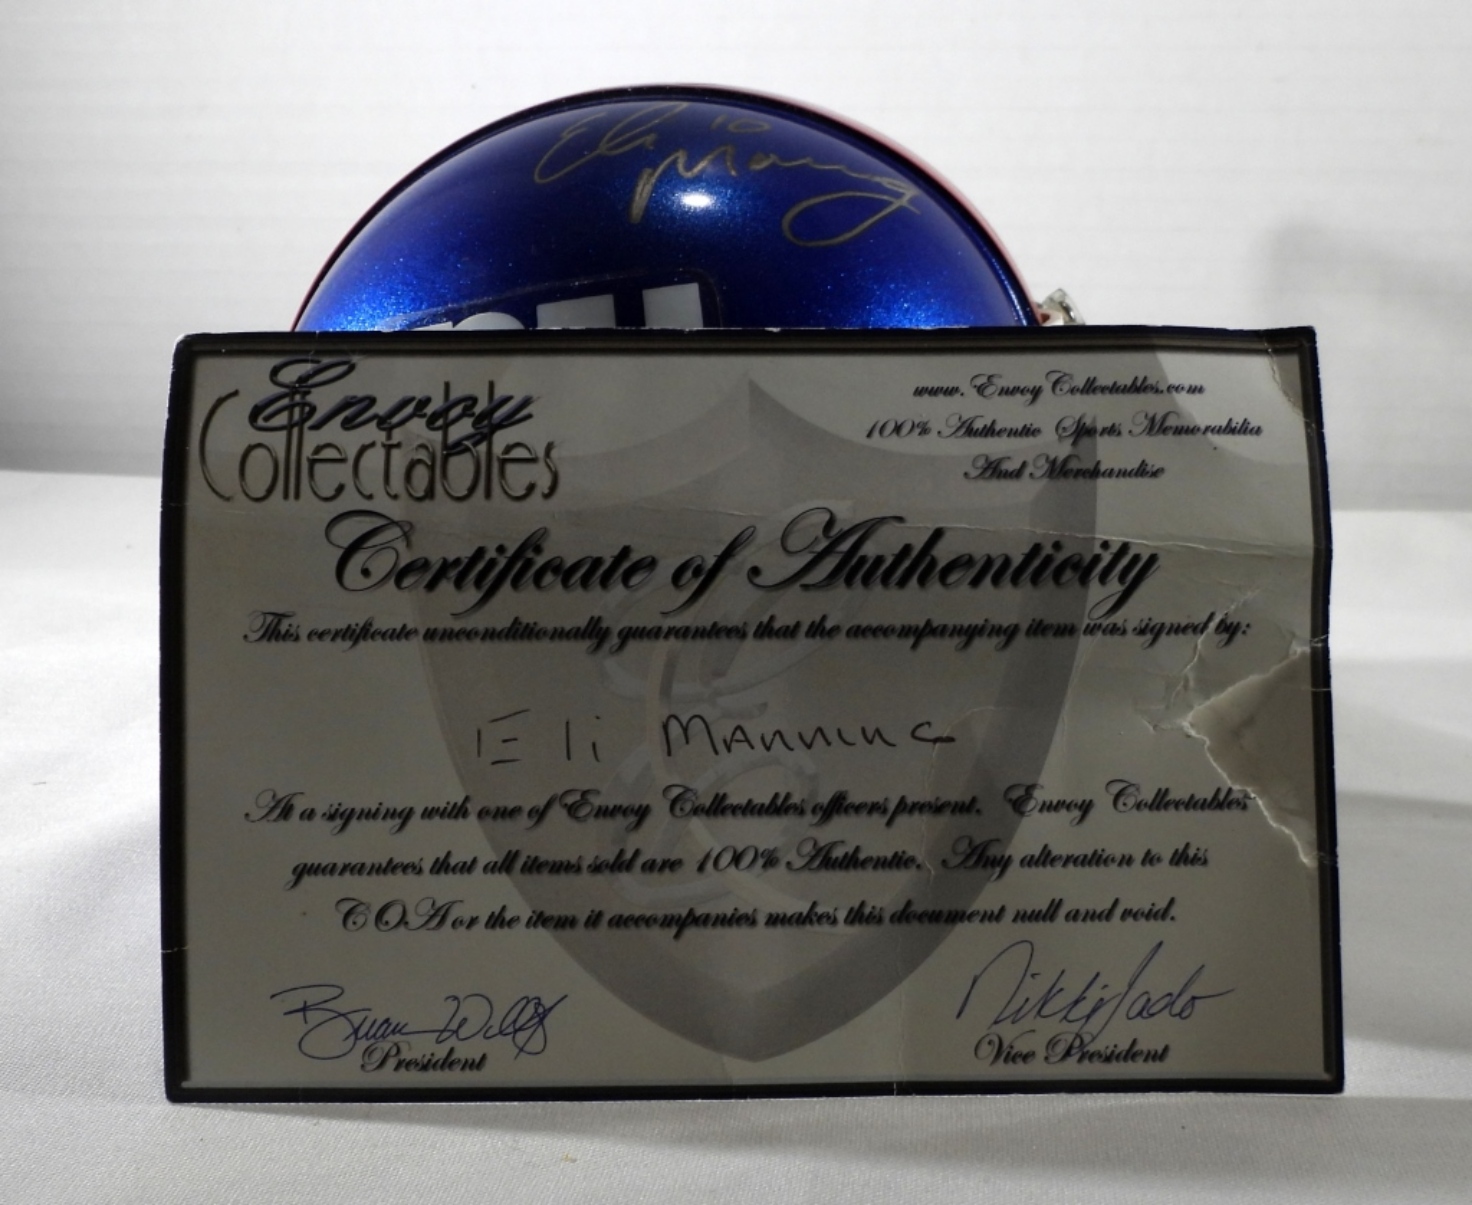 Eli 10
Manning
ny
Envoy
Collectables
www.EnvoyCollectables.com
100% Authentic Sports Memorabilia
And Merchandise
Certificate of Authenticity
This certificate unconditionally guarantees that the accompanying item was signed by:
Eli MANNING
At a signing with one of Envoy Collectables officers present. Envoy Collectables
guarantees that all items sold are 100% Authentic. Any alteration to this
COA or the item it accompanies makes this document null and void.
Nikki Jado
President
Vice President